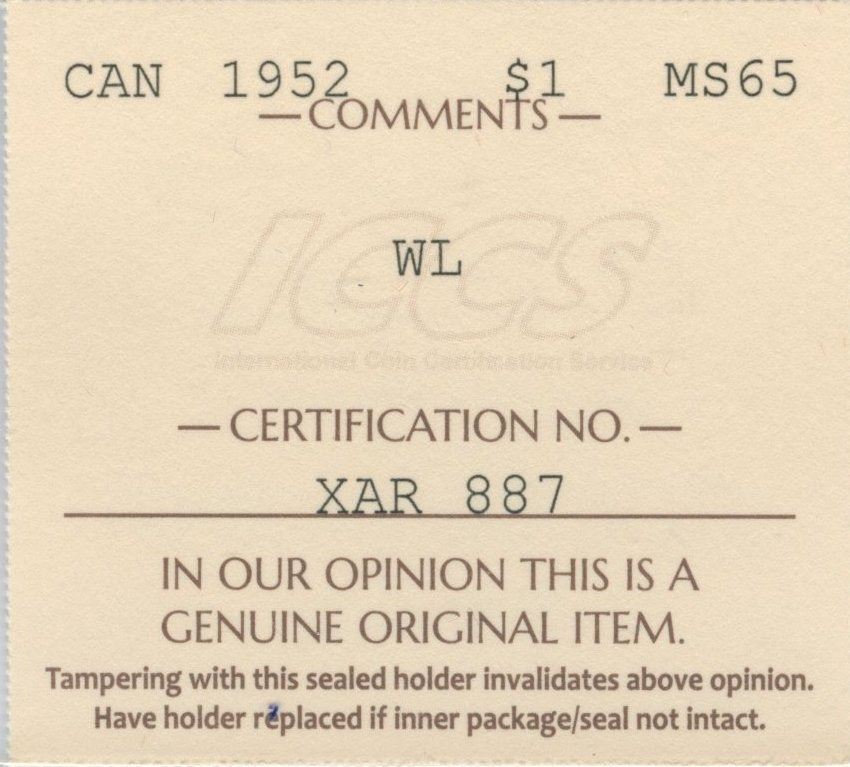 CAN 1952 $1 MS65
— COMMENTS —
WL
ICCS
International Coin Certification Service
— CERTIFICATION NO. —
XAR 887
IN OUR OPINION THIS IS A
GENUINE ORIGINAL ITEM.
Tampering with this sealed holder invalidates above opinion.
Have holder replaced if inner package/seal not intact.